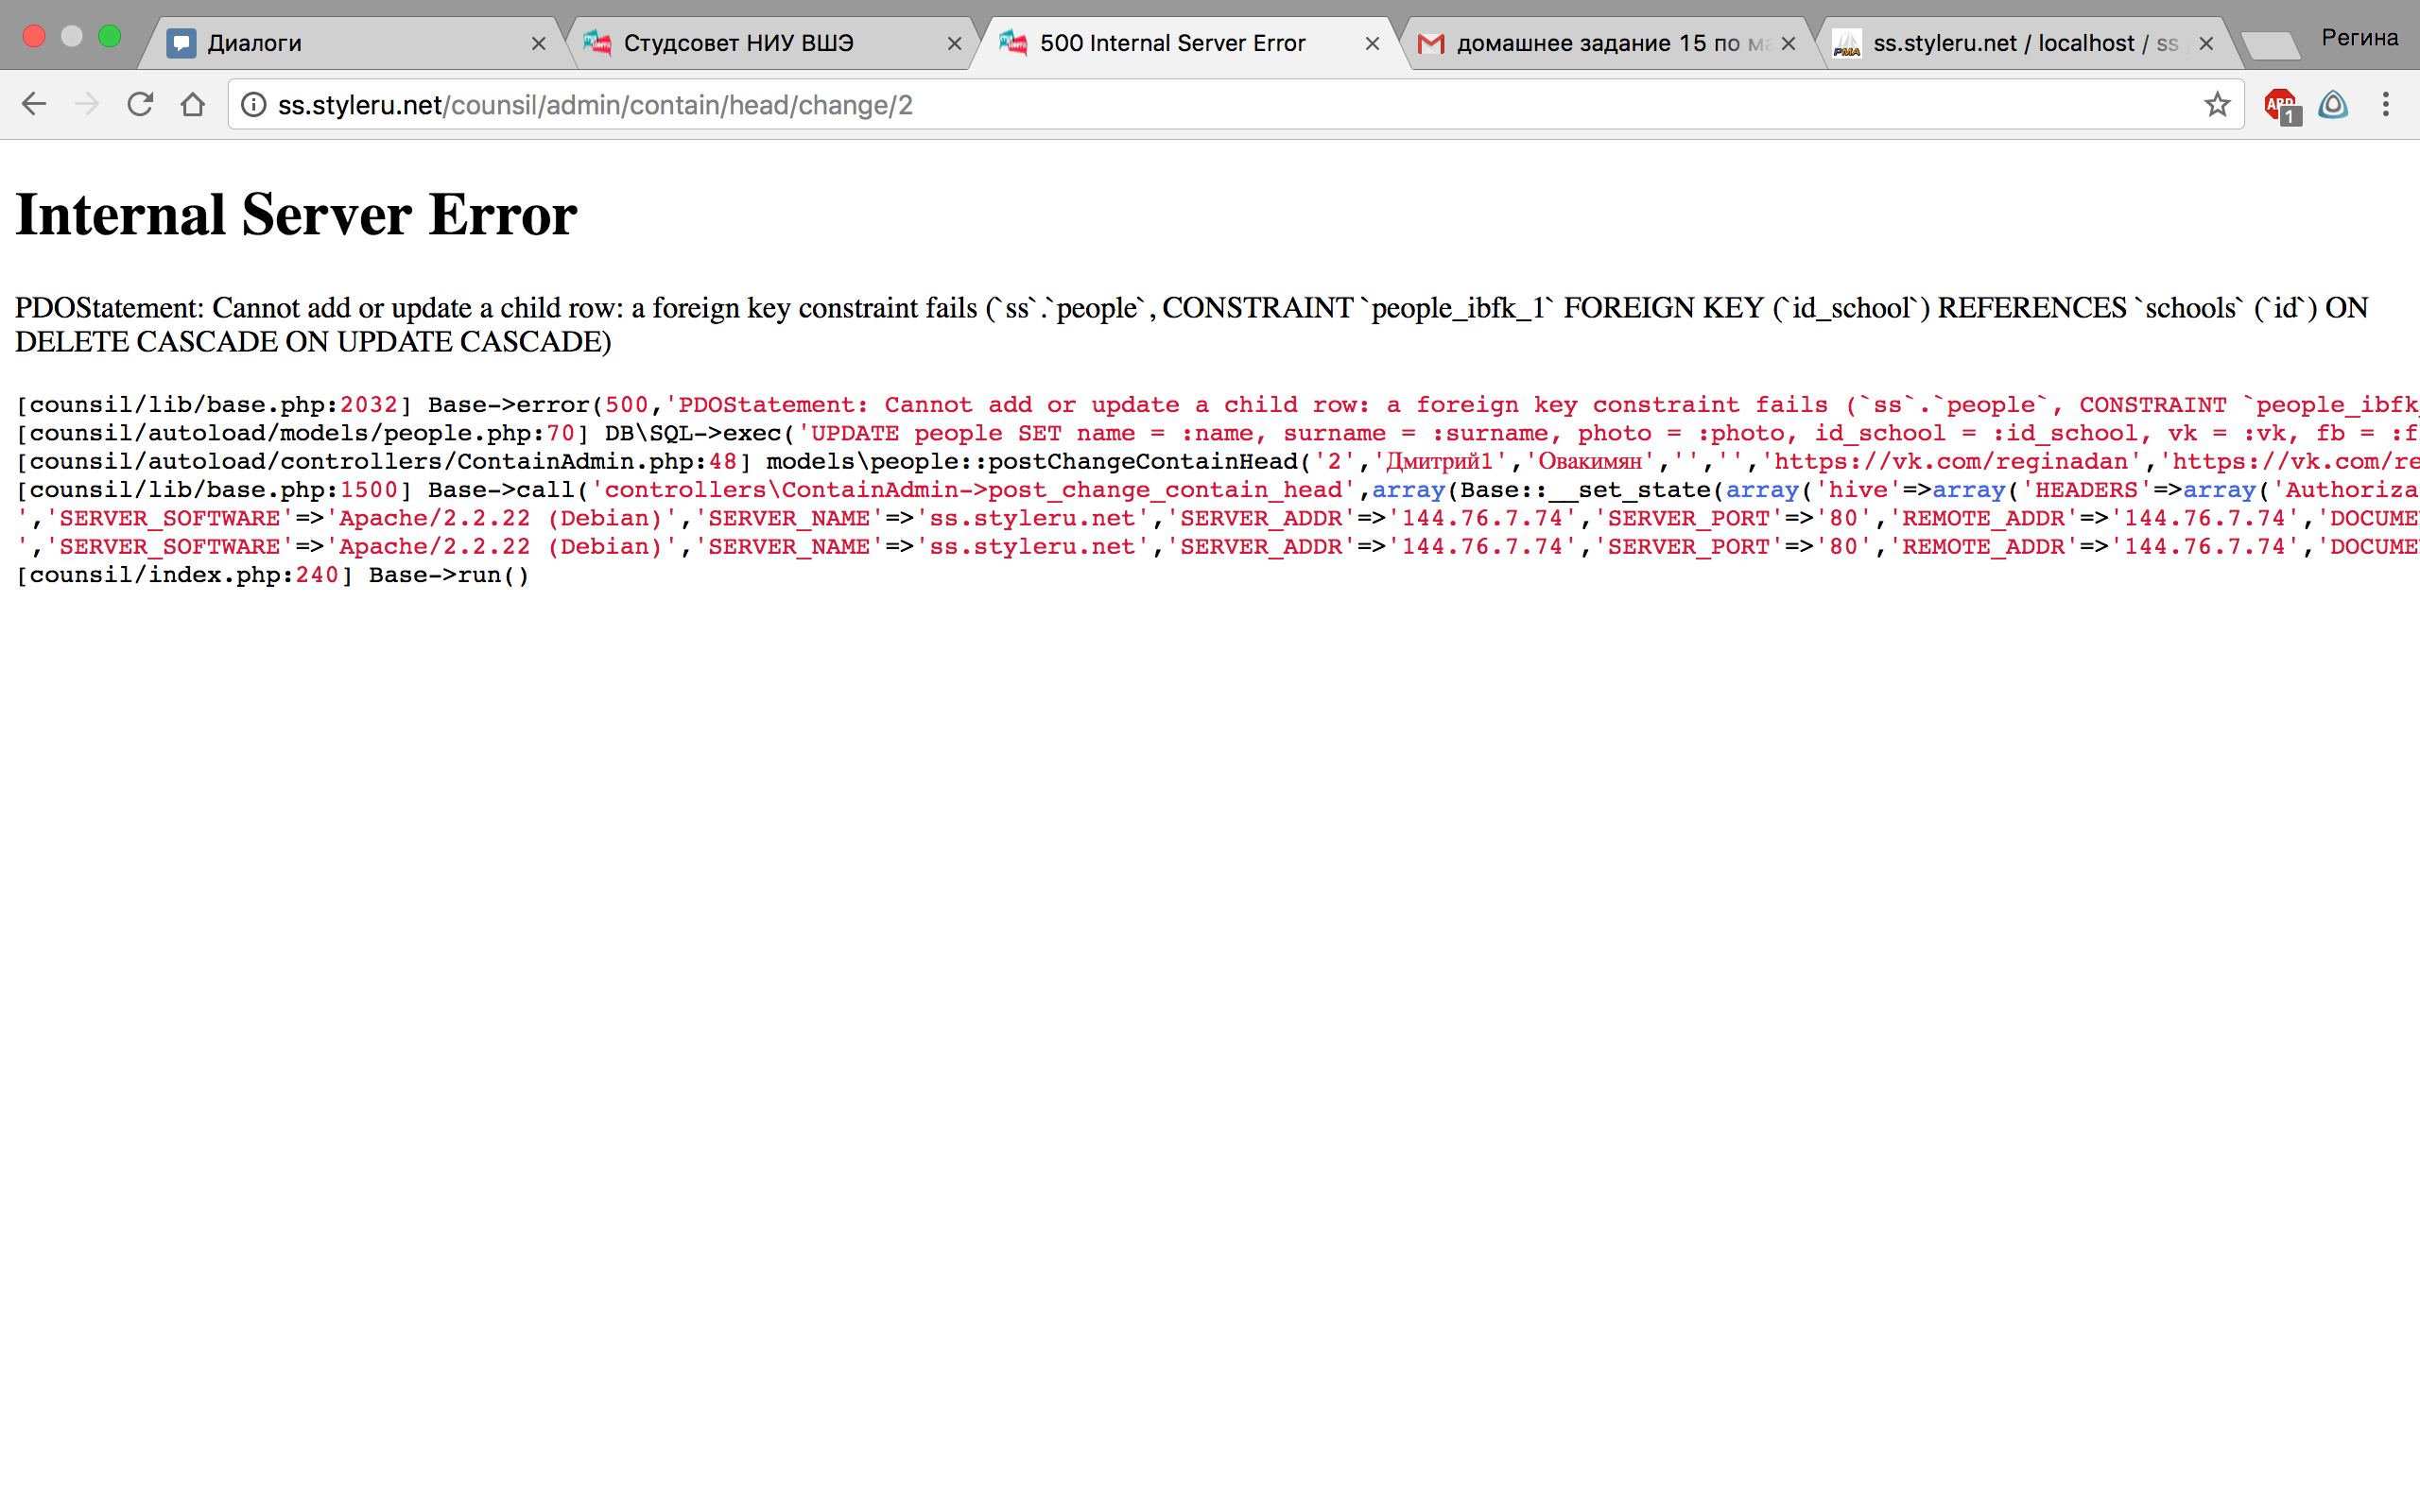 Диалоги
Студсовет НИУ ВШЭ
500 Internal Server Error
домашнее задание 15 по ма
ss.styleru.net / localhost / ss
Регина
ss.styleru.net/counsil/admin/contain/head/change/2
ABP
1
Internal Server Error
PDOStatement: Cannot add or update a child row: a foreign key constraint fails (`ss`.`people`, CONSTRAINT `people_ibfk_1` FOREIGN KEY (`id_school`) REFERENCES `schools` (`id`) ON
DELETE CASCADE ON UPDATE CASCADE)
[counsil/lib/base.php:2032] Base->error(500,'PDOStatement: Cannot add or update a child row: a foreign key constraint fails (`ss`.`people`, CONSTRAINT `people_ibfk_
[counsil/autoload/models/people.php:70] DB\SQL->exec('UPDATE people SET name = :name, surname = :surname, photo = :photo, id_school = :id_school, vk = :vk, fb = :f
[counsil/autoload/controllers/ContainAdmin.php:48] models\people::postChangeContainHead('2','Дмитрий1','Овакимян','','','https://vk.com/reginadan','https://vk.com/re
[counsil/lib/base.php:1500] Base->call('controllers\ContainAdmin->post_change_contain_head',array(Base::__set_state(array('hive'=>array('HEADERS'=>array('Authoriza
','SERVER_SOFTWARE'=>'Apache/2.2.22 (Debian)','SERVER_NAME'=>'ss.styleru.net','SERVER_ADDR'=>'144.76.7.74','SERVER_PORT'=>'80','REMOTE_ADDR'=>'144.76.7.74','DOCUME
','SERVER_SOFTWARE'=>'Apache/2.2.22 (Debian)','SERVER_NAME'=>'ss.styleru.net','SERVER_ADDR'=>'144.76.7.74','SERVER_PORT'=>'80','REMOTE_ADDR'=>'144.76.7.74','DOCUME
[counsil/index.php:240] Base->run()